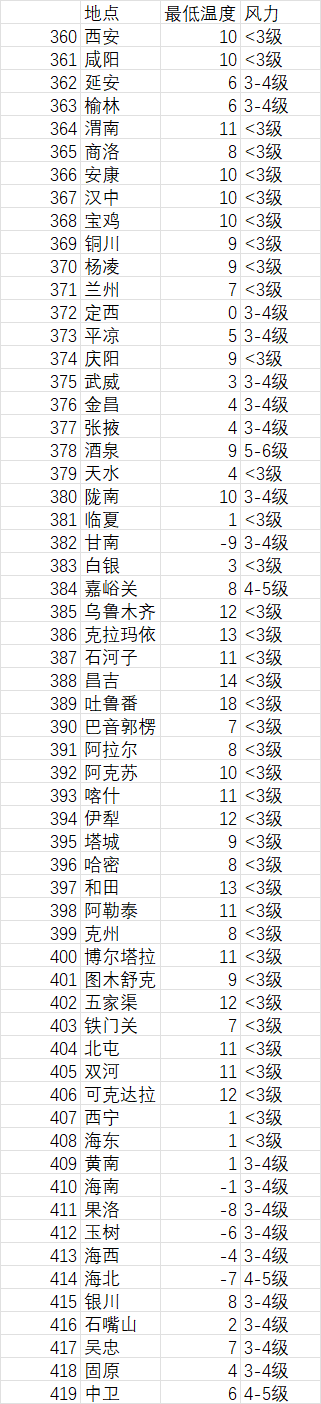 地点 最低温度 风力
360 西安 10 <3级
361 咸阳 10 <3级
362 延安 6 3-4级
363 榆林 6 3-4级
364 渭南 11 <3级
365 商洛 8 <3级
366 安康 10 <3级
367 汉中 10 <3级
368 宝鸡 10 <3级
369 铜川 9 <3级
370 杨凌 9 <3级
371 兰州 7 <3级
372 定西 0 3-4级
373 平凉 5 3-4级
374 庆阳 9 <3级
375 武威 3 3-4级
376 金昌 4 3-4级
377 张掖 4 3-4级
378 酒泉 9 5-6级
379 天水 4 <3级
380 陇南 10 3-4级
381 临夏 1 <3级
382 甘南 -9 3-4级
383 白银 3 <3级
384 嘉峪关 8 4-5级
385 乌鲁木齐 12 <3级
386 克拉玛依 13 <3级
387 石河子 11 <3级
388 昌吉 14 <3级
389 吐鲁番 18 <3级
390 巴音郭楞 7 <3级
391 阿拉尔 8 <3级
392 阿克苏 10 <3级
393 喀什 11 <3级
394 伊犁 12 <3级
395 塔城 9 <3级
396 哈密 8 <3级
397 和田 13 <3级
398 阿勒泰 11 <3级
399 克州 8 <3级
400 博尔塔拉 11 <3级
401 图木舒克 9 <3级
402 五家渠 12 <3级
403 铁门关 7 <3级
404 北屯 11 <3级
405 双河 11 <3级
406 可克达拉 12 <3级
407 西宁 1 <3级
408 海东 1 <3级
409 黄南 1 3-4级
410 海南 -1 3-4级
411 果洛 -8 3-4级
412 玉树 -6 3-4级
413 海西 -4 3-4级
414 海北 -7 4-5级
415 银川 8 3-4级
416 石嘴山 2 3-4级
417 吴忠 7 3-4级
418 固原 4 3-4级
419 中卫 6 4-5级